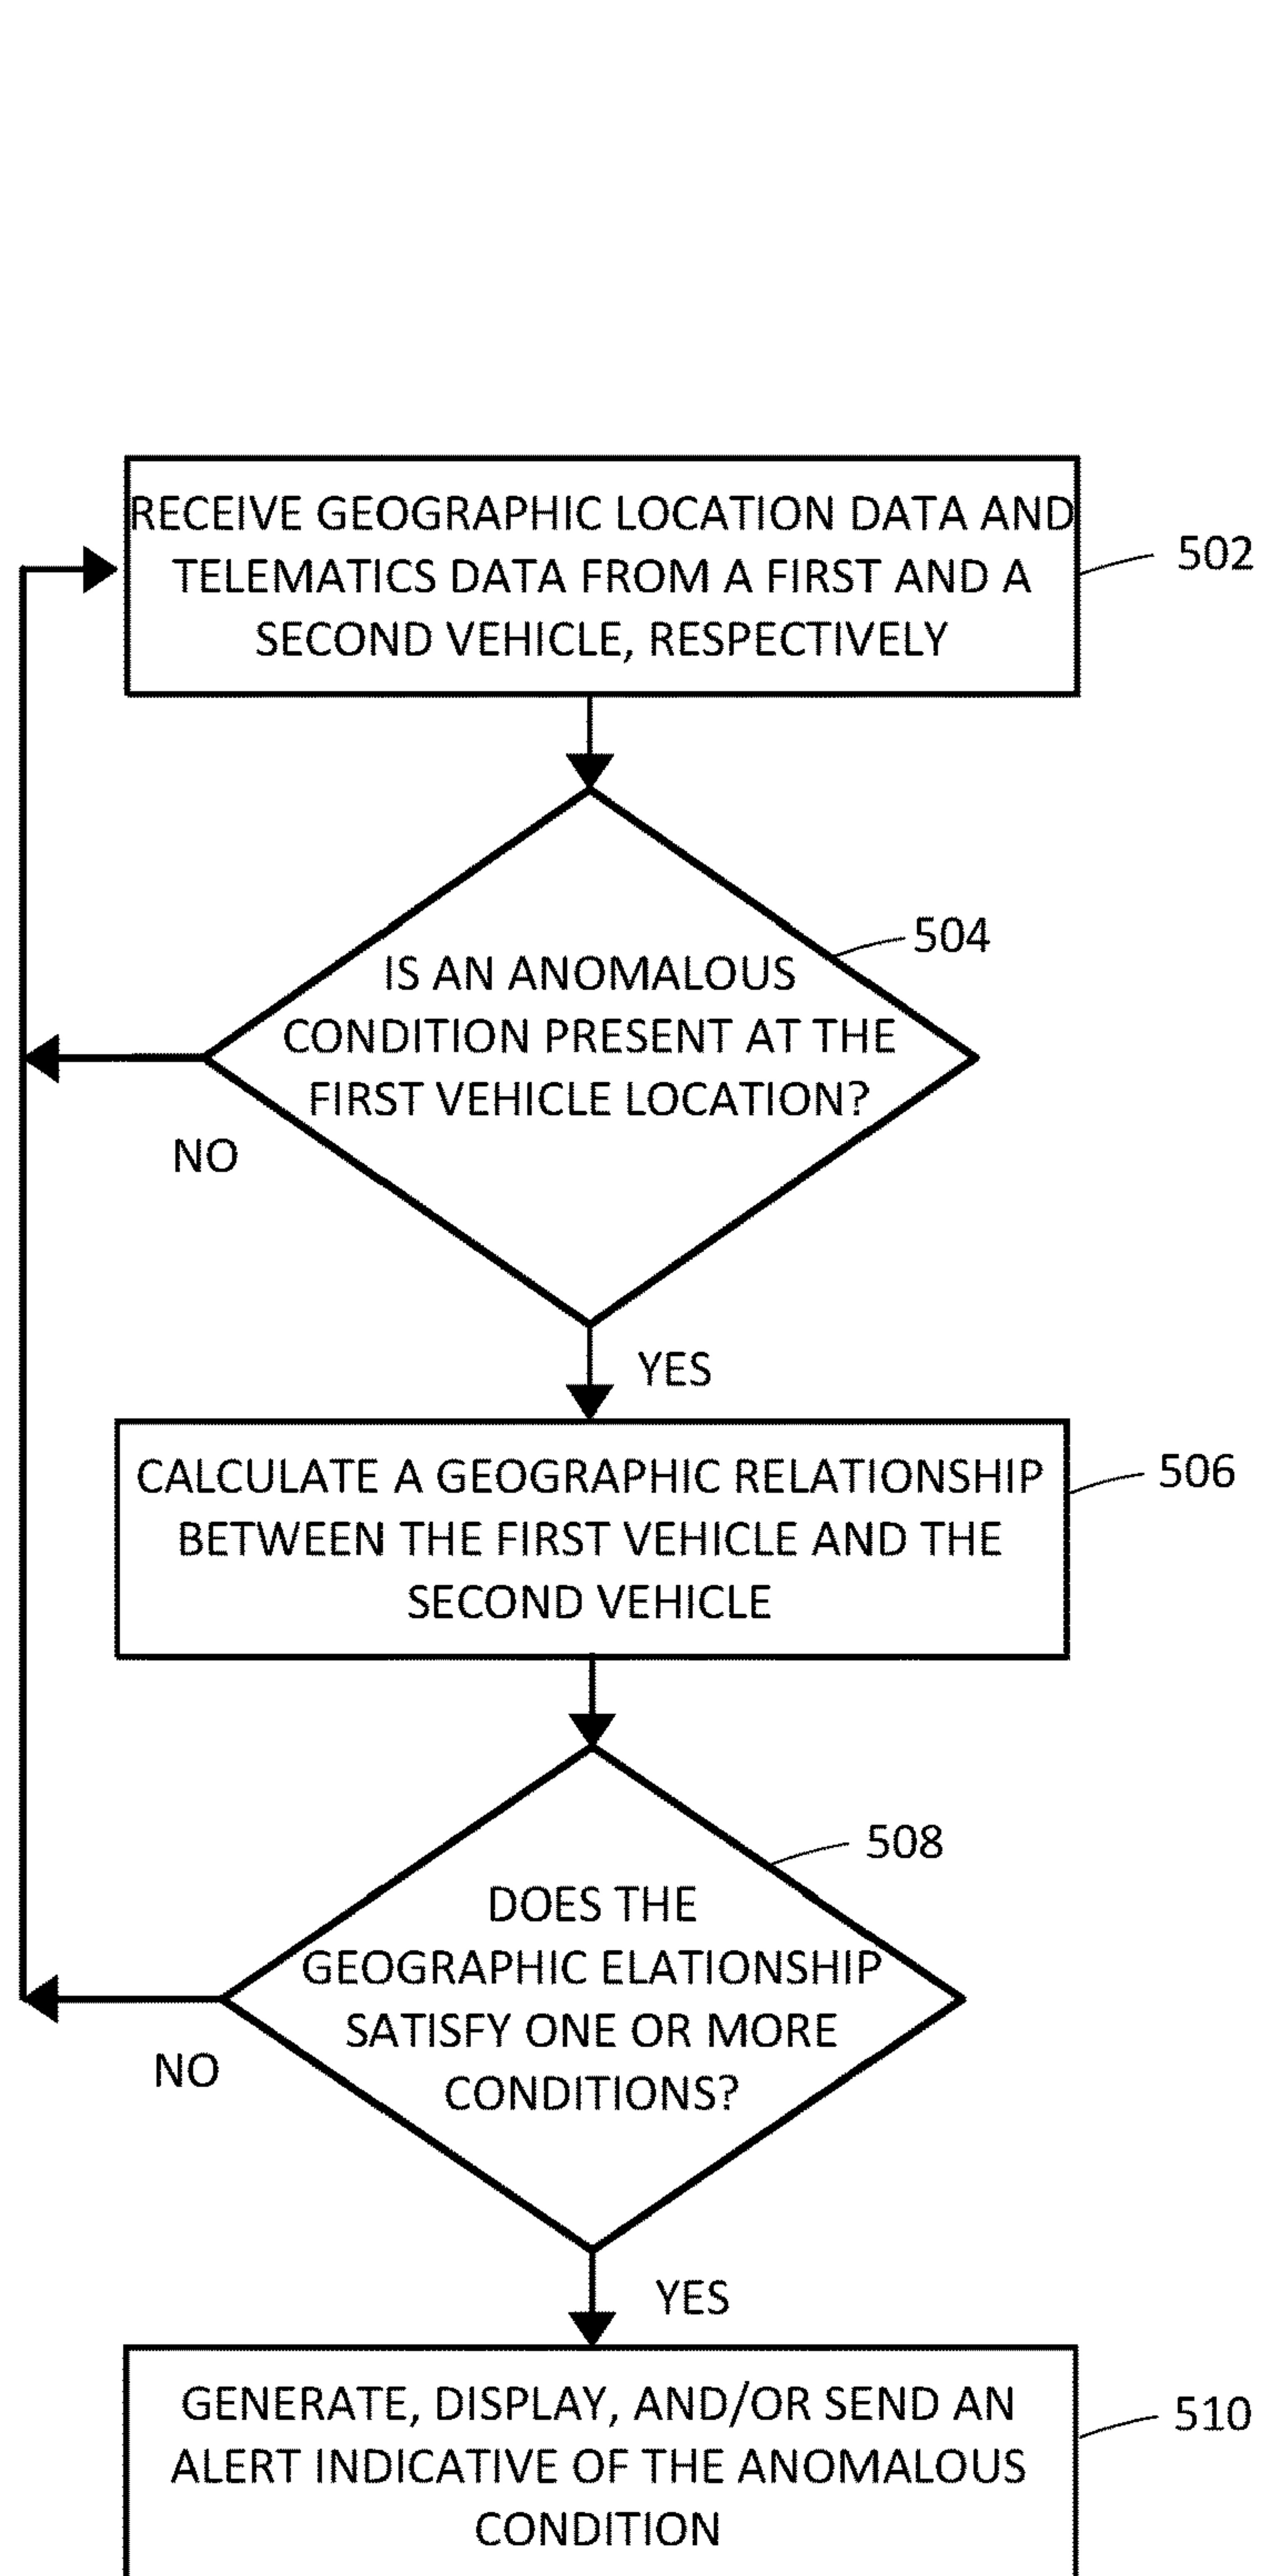 RECEIVE GEOGRAPHIC LOCATION DATA AND
TELEMATICS DATA FROM A FIRST AND A
SECOND VEHICLE, RESPECTIVELY
502
504
IS AN ANOMALOUS
CONDITION PRESENT AT THE
FIRST VEHICLE LOCATION?
NO
YES
CALCULATE A GEOGRAPHIC RELATIONSHIP
BETWEEN THE FIRST VEHICLE AND THE
SECOND VEHICLE
506
508
DOES THE
GEOGRAPHIC ELATIONSHIP
SATISFY ONE OR MORE
CONDITIONS?
NO
YES
GENERATE, DISPLAY, AND/OR SEND AN
ALERT INDICATIVE OF THE ANOMALOUS
CONDITION
510